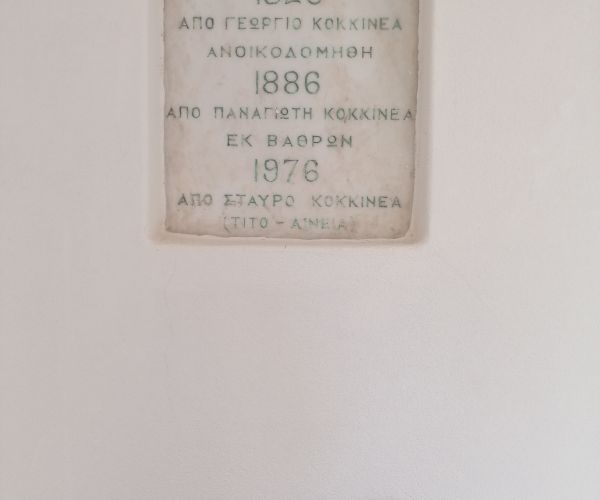 ΑΠΟ ΓΕΩΡΓΙΟ ΚΟΚΚΙΝΕΑ
ΑΝΟΙΚΟΔΟΜΗΘΗ
1886
ΑΠΟ ΠΑΝΑΓΙΩΤΗ ΚΟΚΚΙΝΕΑ
ΕΚ ΒΑΘΡΩΝ
1976
ΑΠΟ ΣΤΑΥΡΟ ΚΟΚΚΙΝΕΑ
(ΤΙΤΟ - ΑΙΝΕΙΑ)